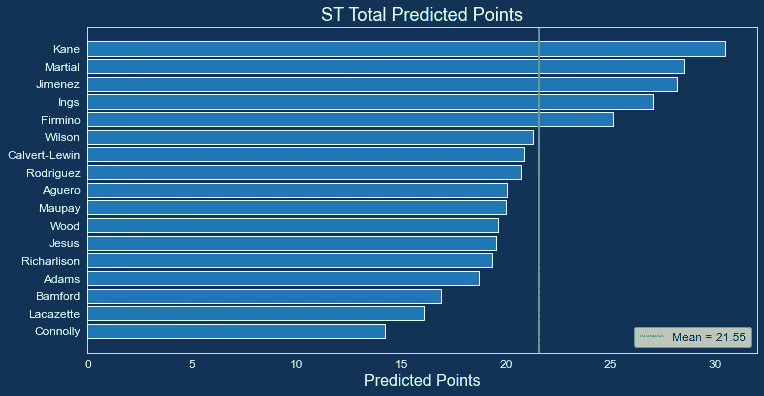 ST Total Predicted Points
Kane
Martial
Jimenez
Ings
Firmino
Wilson
Calvert-Lewin
Rodriguez
Aguero
Maupay
Wood
Jesus
Richarlison
Adams
Bamford
Lacazette
Connolly
Mean = 21.55
0 5 10 15 20 25 30
Predicted Points